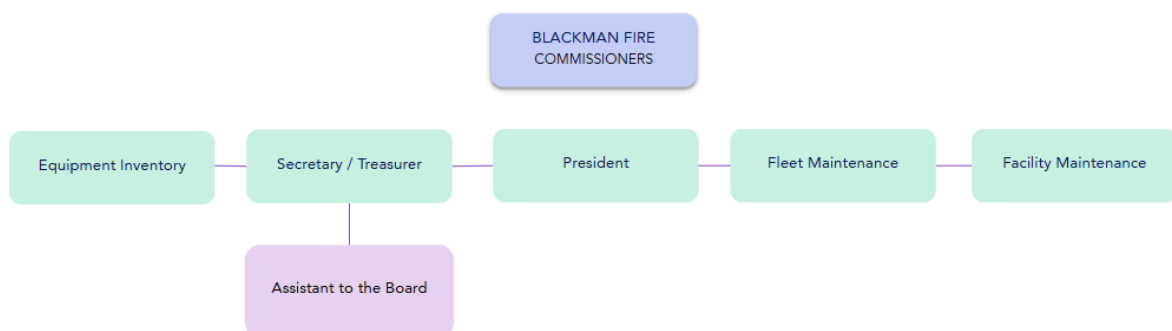 BLACKMAN FIRE
COMMISSIONERS
Equipment Inventory
Secretary / Treasurer
President
Fleet Maintenance
Facility Maintenance
Assistant to the Board